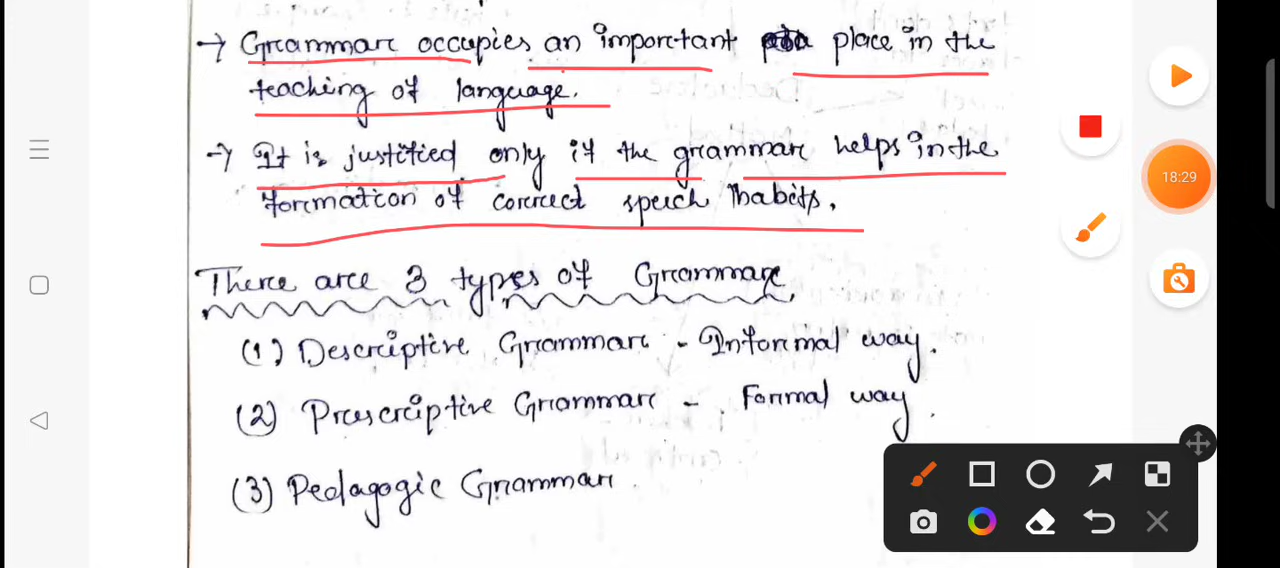 → Grammar occupies an important place in the
teaching of language.
→ It is justified only if the grammar helps in the
formation of correct speech habits.
There are 3 types of Grammar.
(1) Descriptive Grammar - Informal way.
(2) Prescriptive Grammar - . Formal way.
(3) Pedagogic Grammar.
18:29